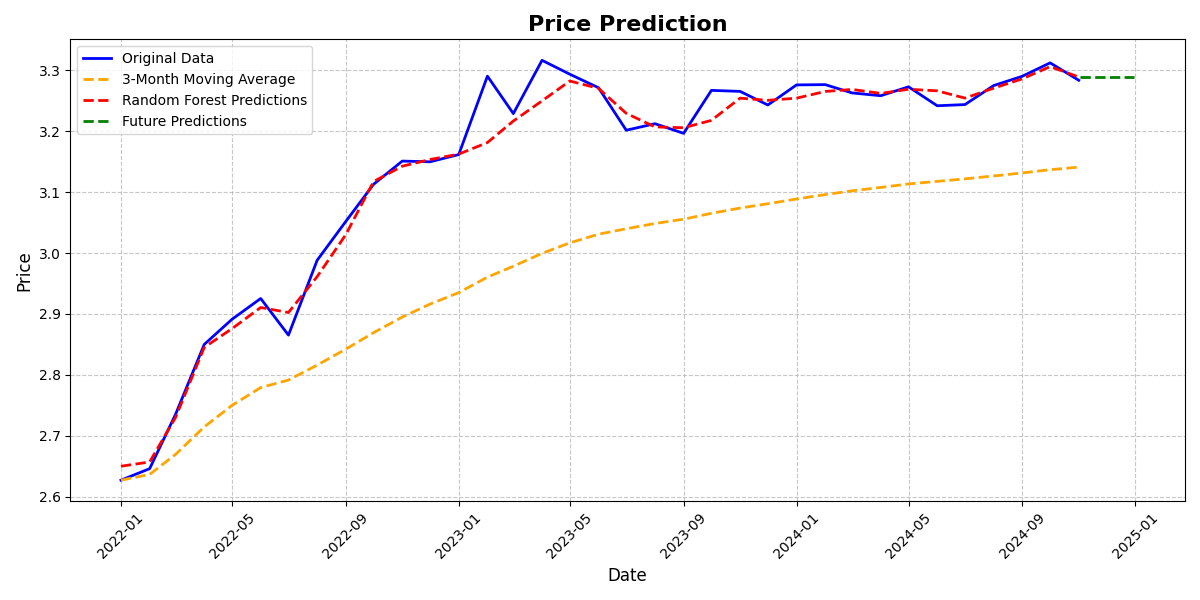 Price Prediction
Original Data
3-Month Moving Average
Random Forest Predictions
Future Predictions
Price
3.3
3.2
3.1
3.0
2.9
2.8
2.7
2.6
2022-01
2022-05
2022-09
2023-01
2023-05
2023-09
2024-01
2024-05
2024-09
2025-01
Date